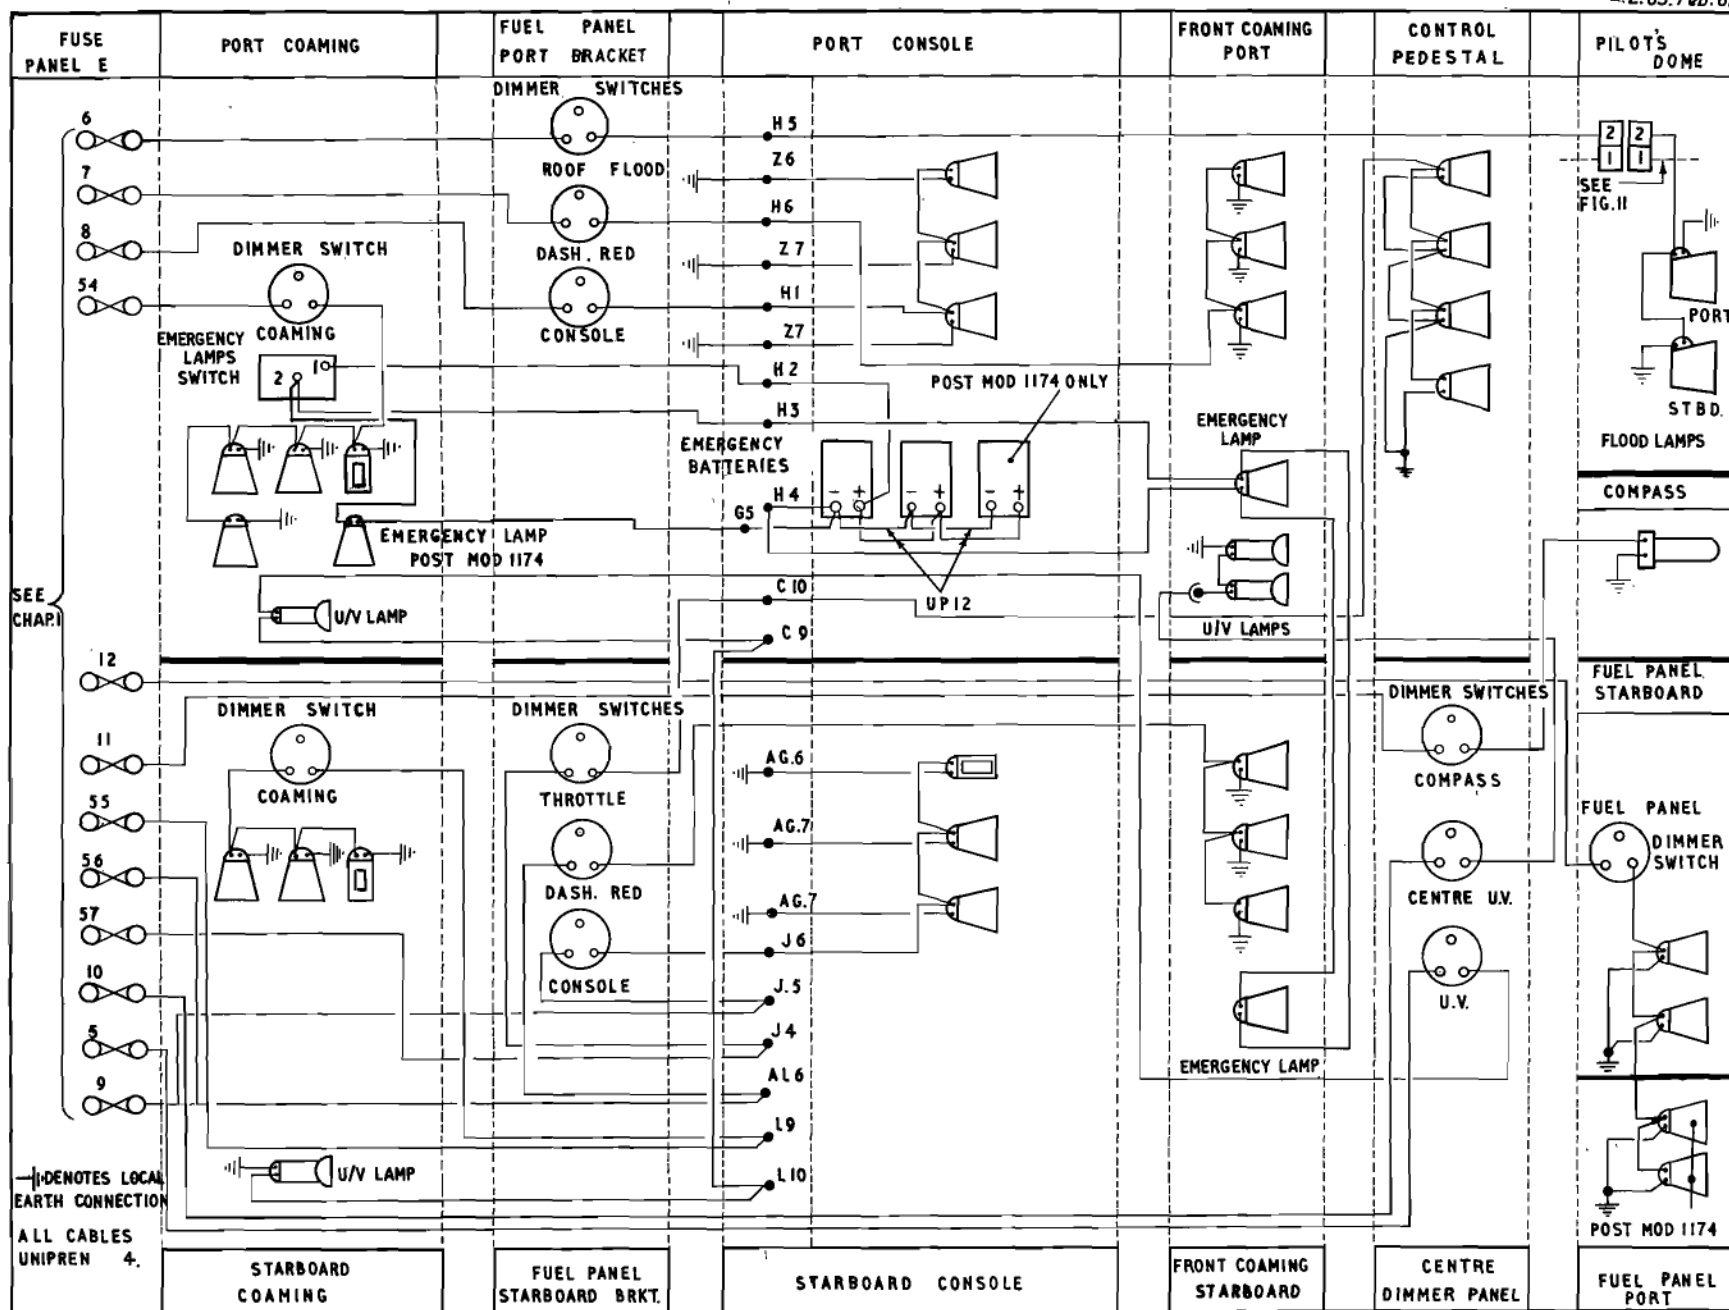 FUSE
PANEL E
PORT COAMING
FUEL PANEL
PORT BRACKET
PORT CONSOLE
FRONT COAMING
PORT
CONTROL
PEDESTAL
PILOT'S
DOME
DIMMER SWITCHES
6
H5
2 2
1 1
7
ROOF FLOOD
Z6
SEE
FIG.11
8
DASH. RED
H6
DIMMER SWITCH
Z7
54
H1
COAMING
CONSOLE
PORT
EMERGENCY
LAMPS
SWITCH
1
2
Z7
H2
POST MOD 1174 ONLY
STBD.
H3
EMERGENCY
LAMP
FLOOD LAMPS
EMERGENCY
BATTERIES
- +
- +
- +
COMPASS
H4
G5
EMERGENCY LAMP
POST MOD 1174
SEE
CHAP.1
C10
UP12
U/V LAMP
U/V LAMPS
C9
12
FUEL PANEL
STARBOARD
DIMMER SWITCH
DIMMER SWITCHES
DIMMER SWITCHES
11
AG.6
COAMING
THROTTLE
COMPASS
55
AG.7
FUEL PANEL
DIMMER
SWITCH
56
DASH. RED
CENTRE U.V.
57
AG.7
J6
10
CONSOLE
J.5
U.V.
5
J4
EMERGENCY LAMP
9
AL6
L9
DENOTES LOCAL
EARTH CONNECTION
U/V LAMP
L10
POST MOD 1174
ALL CABLES
UNIPREN 4.
STARBOARD
COAMING
FUEL PANEL
STARBOARD BRKT.
STARBOARD CONSOLE
FRONT COAMING
STARBOARD
CENTRE
DIMMER PANEL
FUEL PANEL
PORT